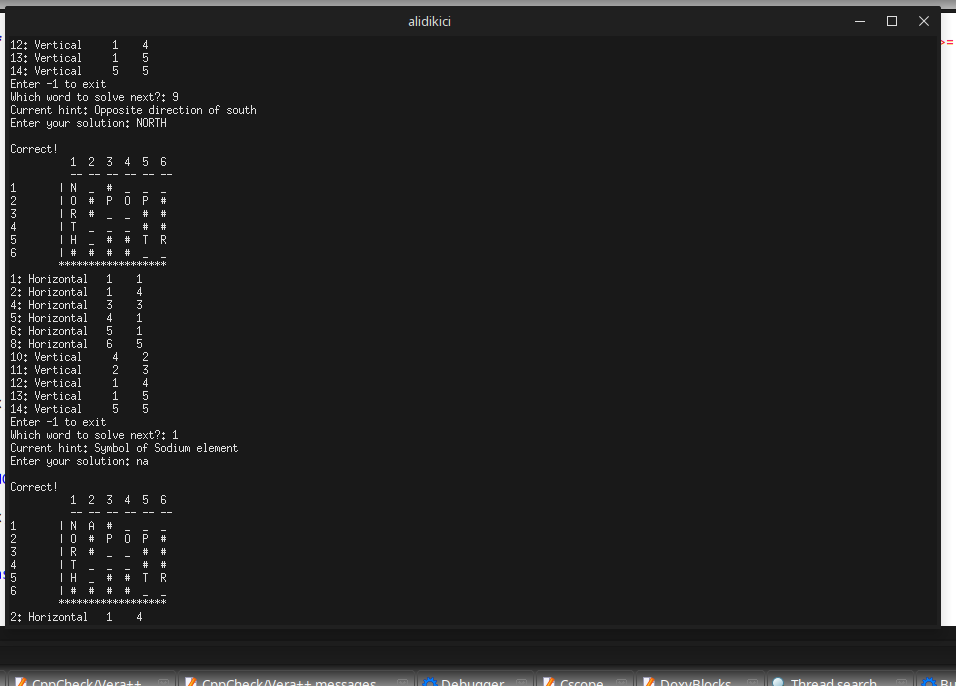 alidikici
12: Vertical     1    4
13: Vertical     1    5
14: Vertical     5    5
Enter -1 to exit
Which word to solve next?: 9
Current hint: Opposite direction of south
Enter your solution: NORTH
Correct!
1  2  3  4  5  6
-- -- -- -- -- --
1       | N  _  #  _  _  _
2       | O  #  P  O  P  #
3       | R  #  _  _  #  #
4       | T  _  _  _  #  #
5       | H  _  #  #  T  R
6       | #  #  #  #  _  _
******************
1: Horizontal   1    1
2: Horizontal   1    4
4: Horizontal   3    3
5: Horizontal   4    1
6: Horizontal   5    1
8: Horizontal   6    5
10: Vertical     4    2
11: Vertical     2    3
12: Vertical     1    4
13: Vertical     1    5
14: Vertical     5    5
Enter -1 to exit
Which word to solve next?: 1
Current hint: Symbol of Sodium element
Enter your solution: na
Correct!
1  2  3  4  5  6
-- -- -- -- -- --
1       | N  A  #  _  _  _
2       | O  #  P  O  P  #
3       | R  #  _  _  #  #
4       | T  _  _  _  #  #
5       | H  _  #  #  T  R
6       | #  #  #  #  _  _
******************
2: Horizontal   1    4
CppCheck/Vera++ CppCheck/Vera++ messages Debugger Cscope DoxyBlocks Thread search